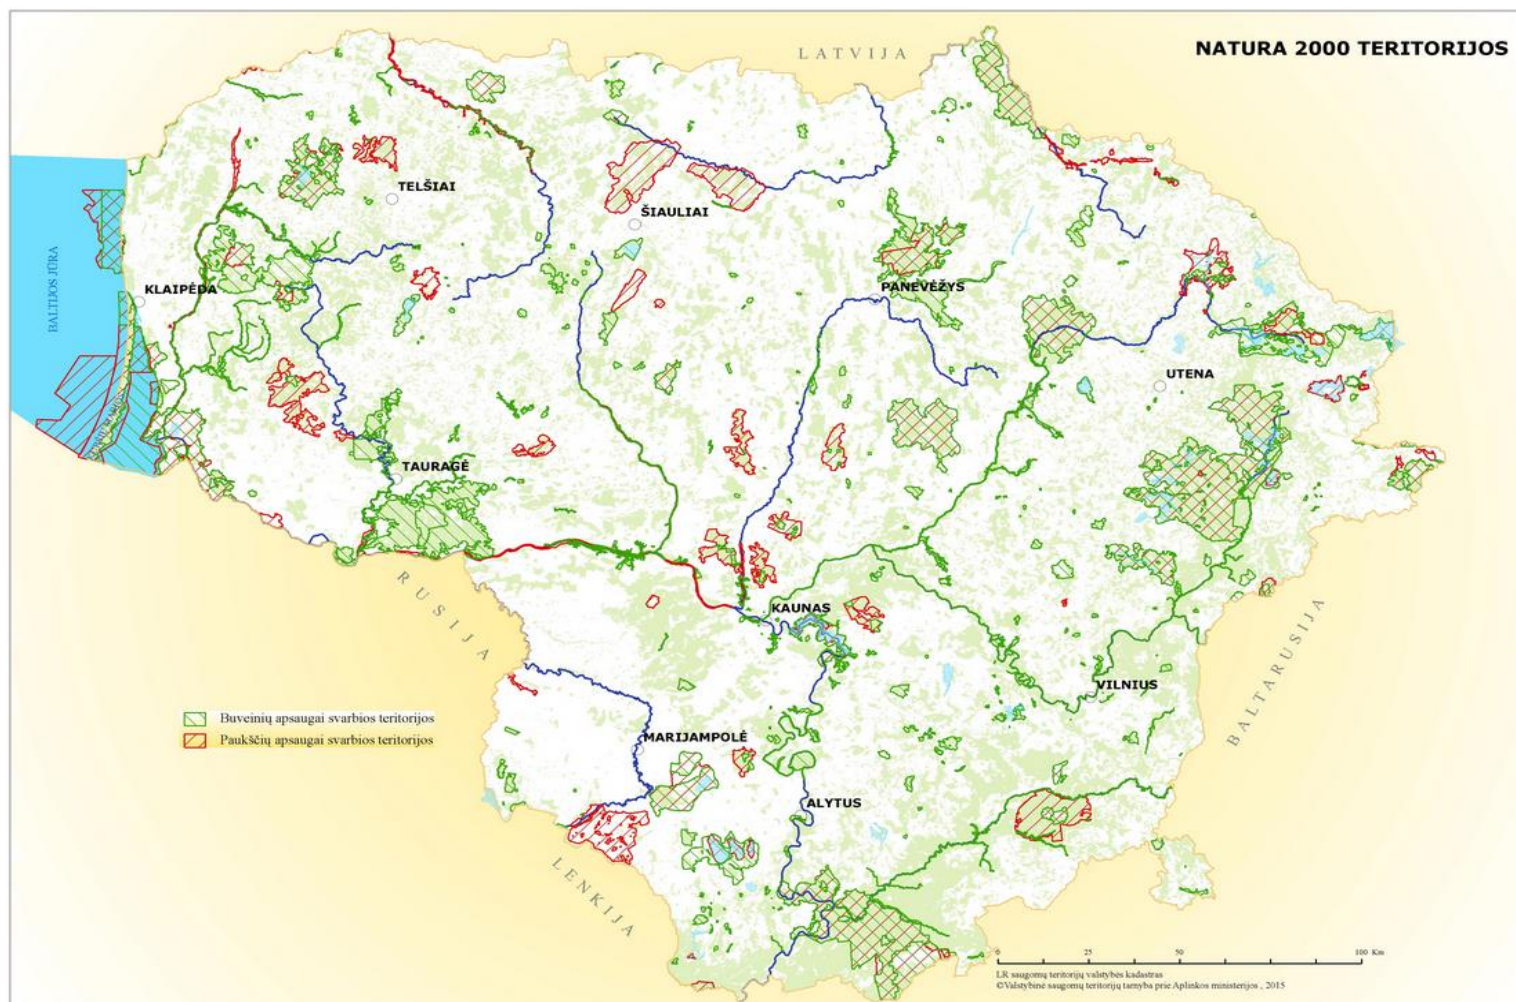 NATURA 2000 TERITORIJOS
LATVIJA
TELŠIAI
ŠIAULIAI
BALTIJOS JŪRA
KLAIPĖDA
PANEVĖŽYS
UTENA
TAURAGĖ
RUSIJA
KAUNAS
BALTARUSIJA
VILNIUS
Buveinių apsaugai svarbios teritorijos
Paukščių apsaugai svarbios teritorijos
MARIJAMPOLĖ
ALYTUS
LENKIJA
0 25 50 100 Km
LR saugomų teritorijų valstybės kadastras
©Valstybinė saugomų teritorijų tarnyba prie Aplinkos ministerijos , 2015